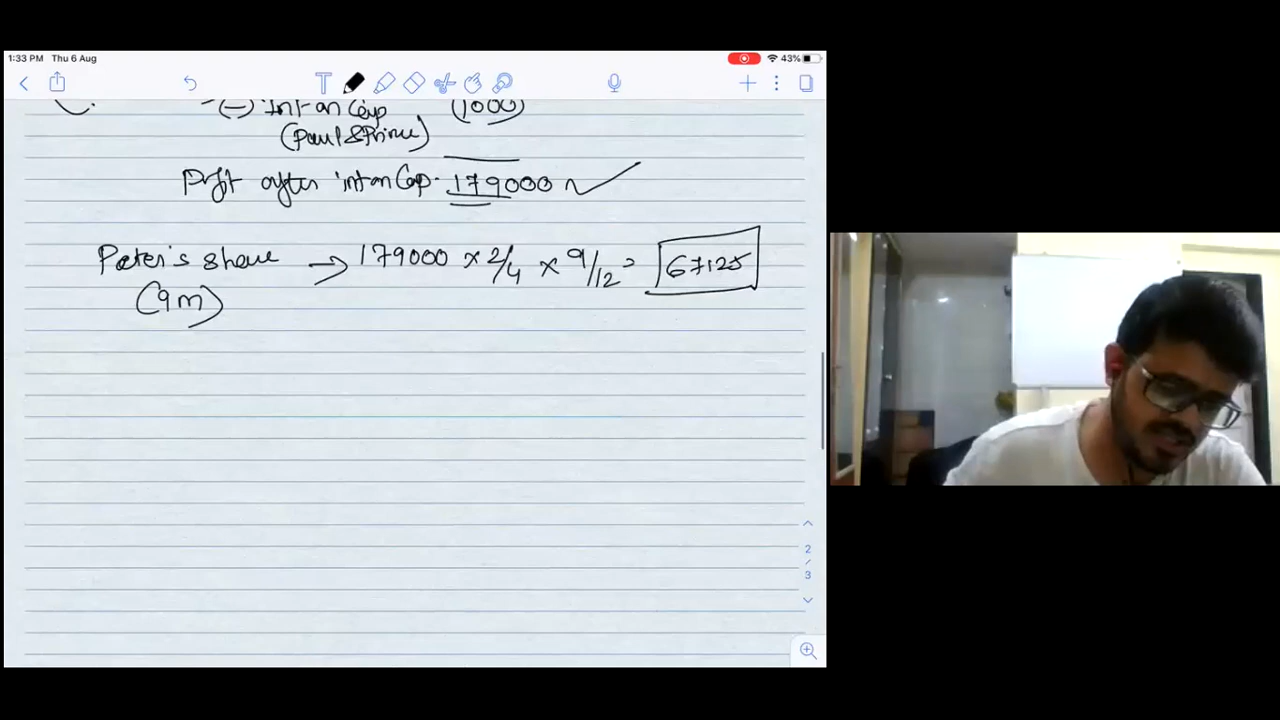 1:33 PM Thu 6 Aug
43%
T
(-) Int on Cap (1000)
(Paul & Prince)
Profit after int on Cap. 179000
Peter's share → 179000 × 2/4 × 9/12 = 67125
(9m)
2
/
3